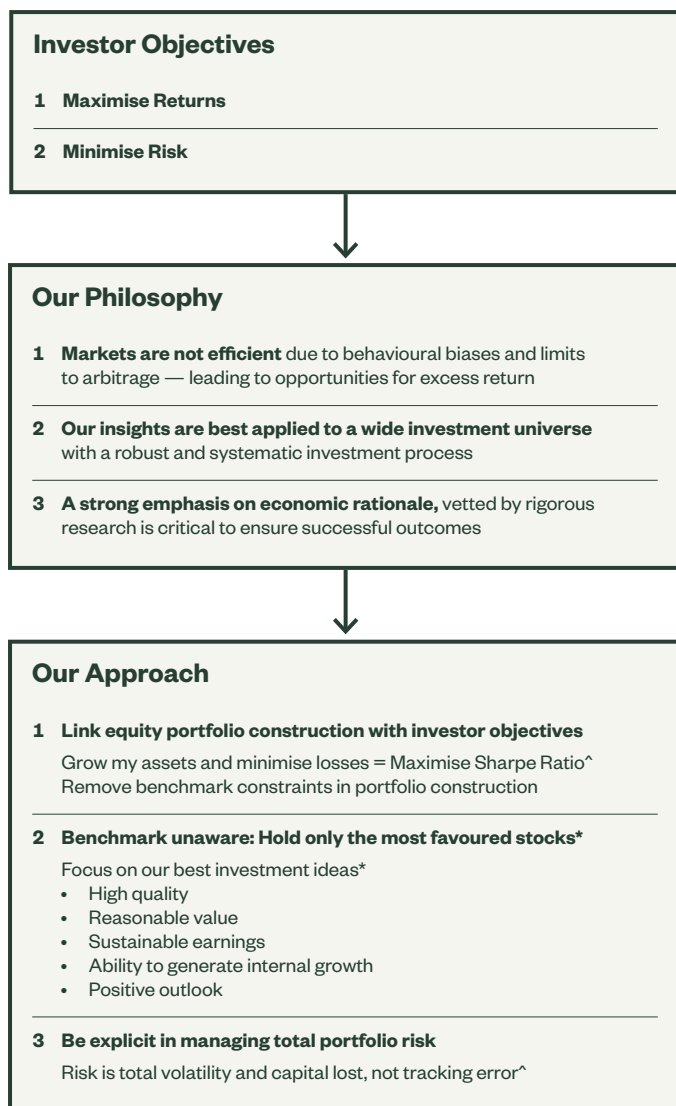 Investor Objectives
1 Maximise Returns
2 Minimise Risk
Our Philosophy
1 Markets are not efficient due to behavioural biases and limits
to arbitrage — leading to opportunities for excess return
2 Our insights are best applied to a wide investment universe
with a robust and systematic investment process
3 A strong emphasis on economic rationale, vetted by rigorous
research is critical to ensure successful outcomes
Our Approach
1 Link equity portfolio construction with investor objectives
Grow my assets and minimise losses = Maximise Sharpe Ratio^
Remove benchmark constraints in portfolio construction
2 Benchmark unaware: Hold only the most favoured stocks*
Focus on our best investment ideas*
• High quality
• Reasonable value
• Sustainable earnings
• Ability to generate internal growth
• Positive outlook
3 Be explicit in managing total portfolio risk
Risk is total volatility and capital lost, not tracking error^